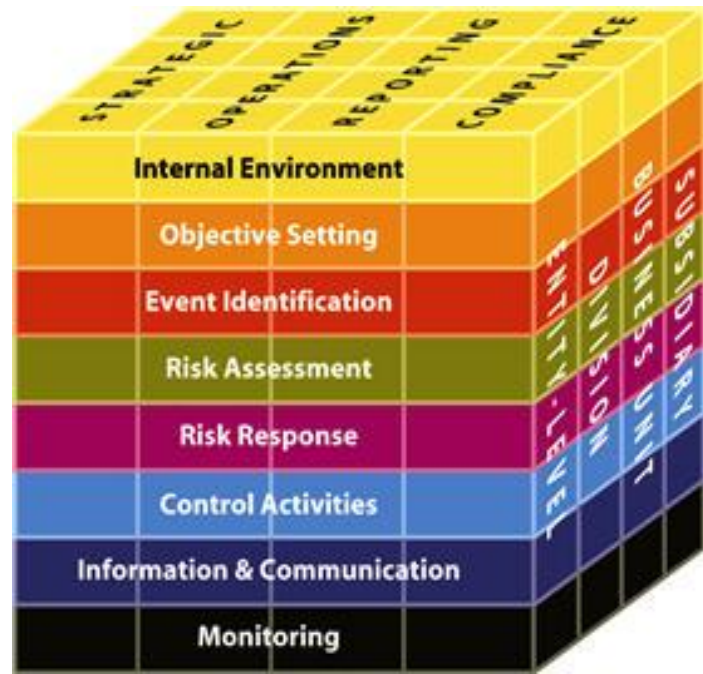 STRATEGIC
OPERATIONS
REPORTING
COMPLIANCE
Internal Environment
Objective Setting
Event Identification
Risk Assessment
Risk Response
Control Activities
Information & Communication
Monitoring
ENTITY-LEVEL
DIVISION
BUSINESS UNIT
SUBSIDIARY